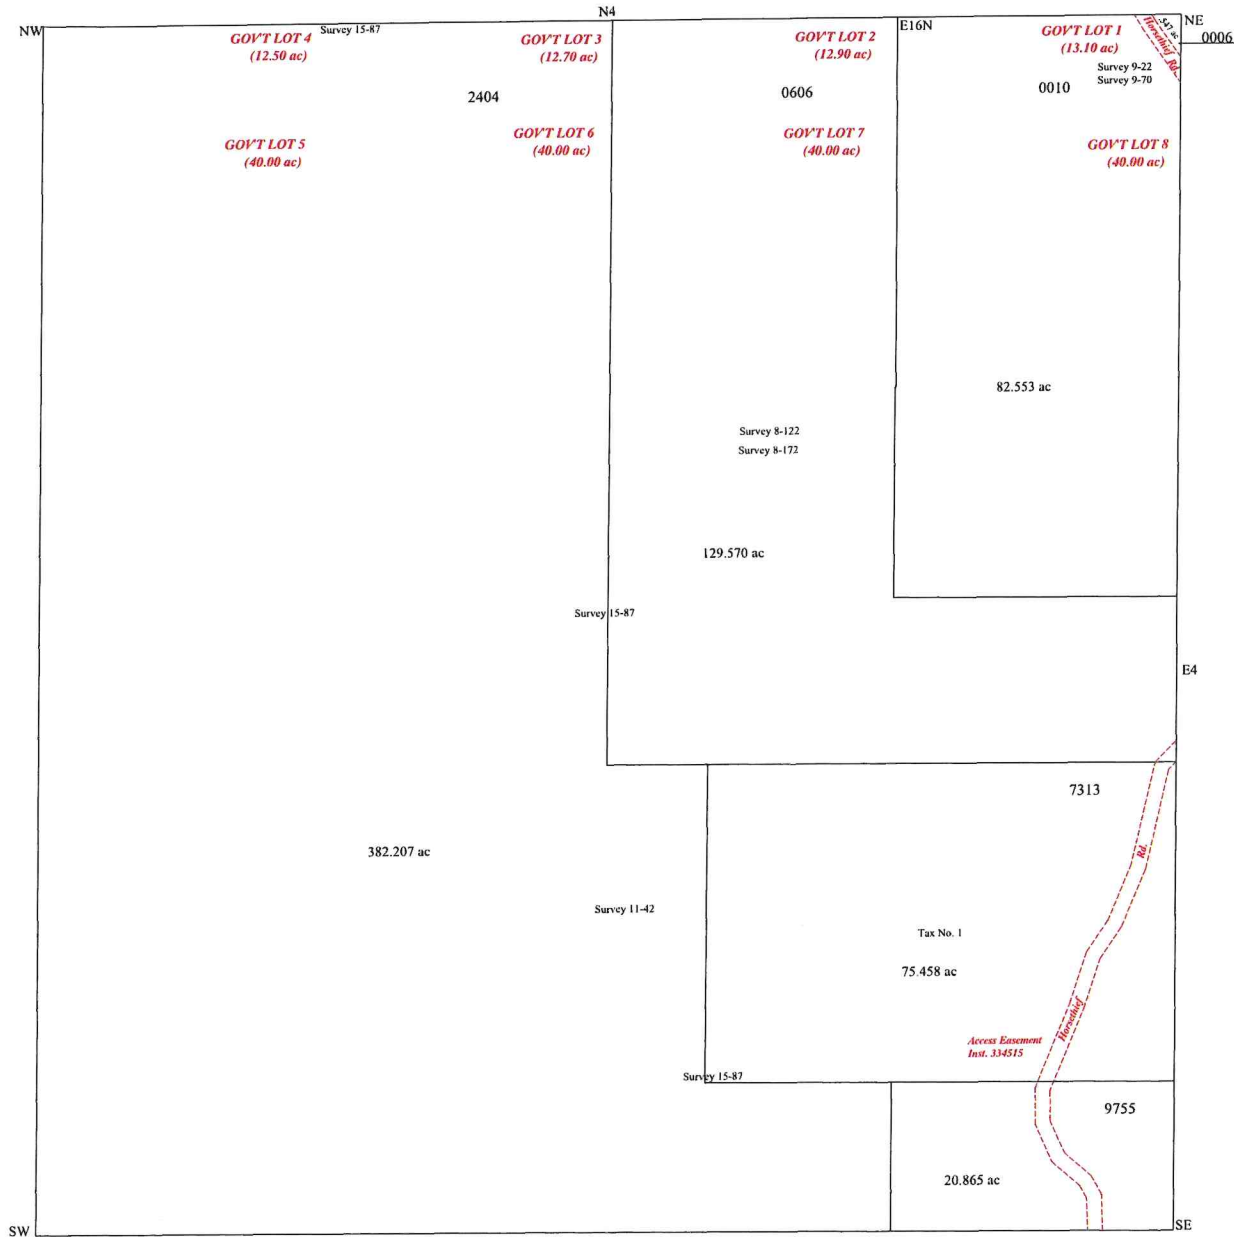 N4
NW
Survey 15-87
GOV'T LOT 4
(12.50 ac)
GOV'T LOT 3
(12.70 ac)
GOV'T LOT 2
(12.90 ac)
E16N
GOV'T LOT 1
(13.10 ac)
.547 ac
Horsethief Rd.
NE
0006
Survey 9-22
Survey 9-70
2404
0606
0010
GOV'T LOT 5
(40.00 ac)
GOV'T LOT 6
(40.00 ac)
GOV'T LOT 7
(40.00 ac)
GOV'T LOT 8
(40.00 ac)
82.553 ac
Survey 8-122
Survey 8-172
129.570 ac
Survey 15-87
E4
7313
382.207 ac
Rd.
Survey 11-42
Tax No. 1
75.458 ac
Horsethief
Access Easement
Inst. 334515
Survey 15-87
9755
20.865 ac
SW
SE